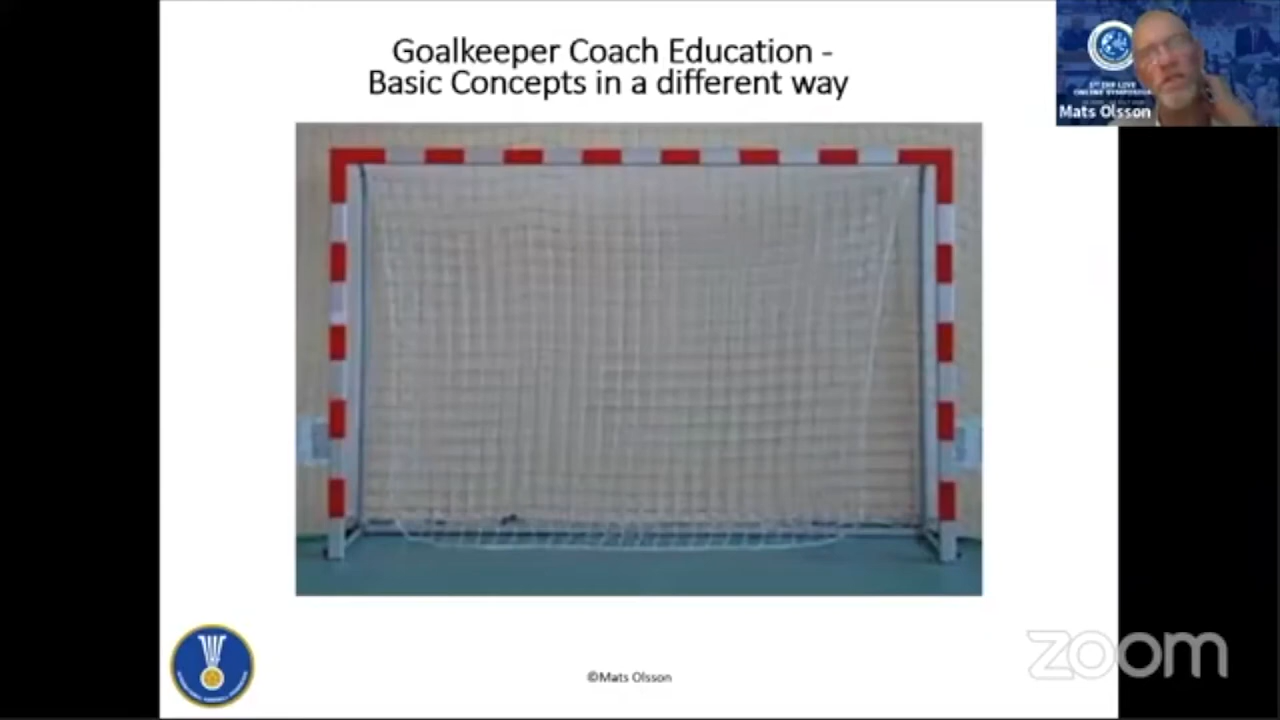 Goalkeeper Coach Education -
Basic Concepts in a different way
Mats Olsson
©Mats Olsson
zoom